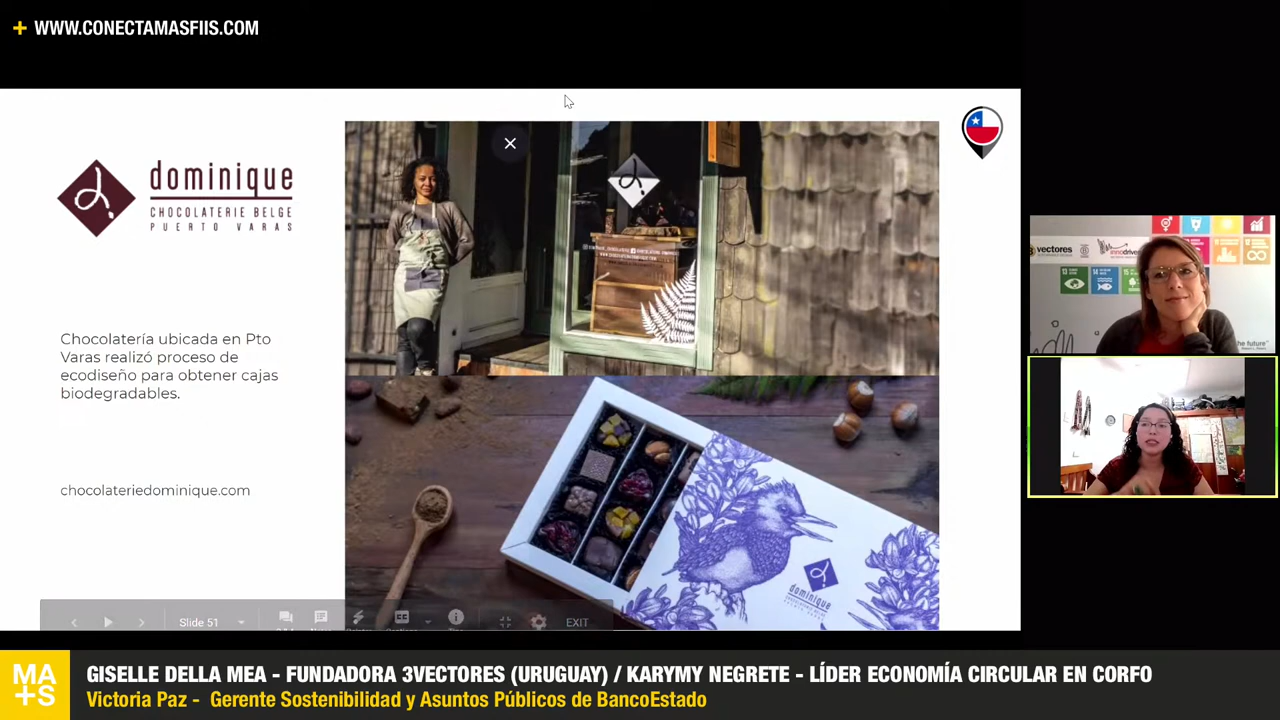 + WWW.CONECTAMASFIIS.COM
dominique
CHOCOLATERIE BELGE
PUERTO VARAS
Chocolatería ubicada en Pto
Varas realizó proceso de
ecodiseño para obtener cajas
biodegradables.
chocolateriedominique.com
dominique
vectores
the future"
Slide 51
EXIT
MA
+S
GISELLE DELLA MEA - FUNDADORA 3VECTORES (URUGUAY) / KARYMY NEGRETE - LÍDER ECONOMÍA CIRCULAR EN CORFO
Victoria Paz - Gerente Sostenibilidad y Asuntos Públicos de BancoEstado